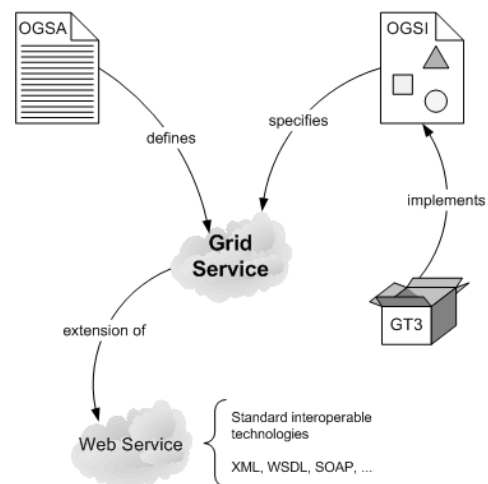 OGSA
OGSI
defines
specifies
implements
Grid
Service
GT3
extension of
Web Service
Standard interoperable
technologies
XML, WSDL, SOAP, ...